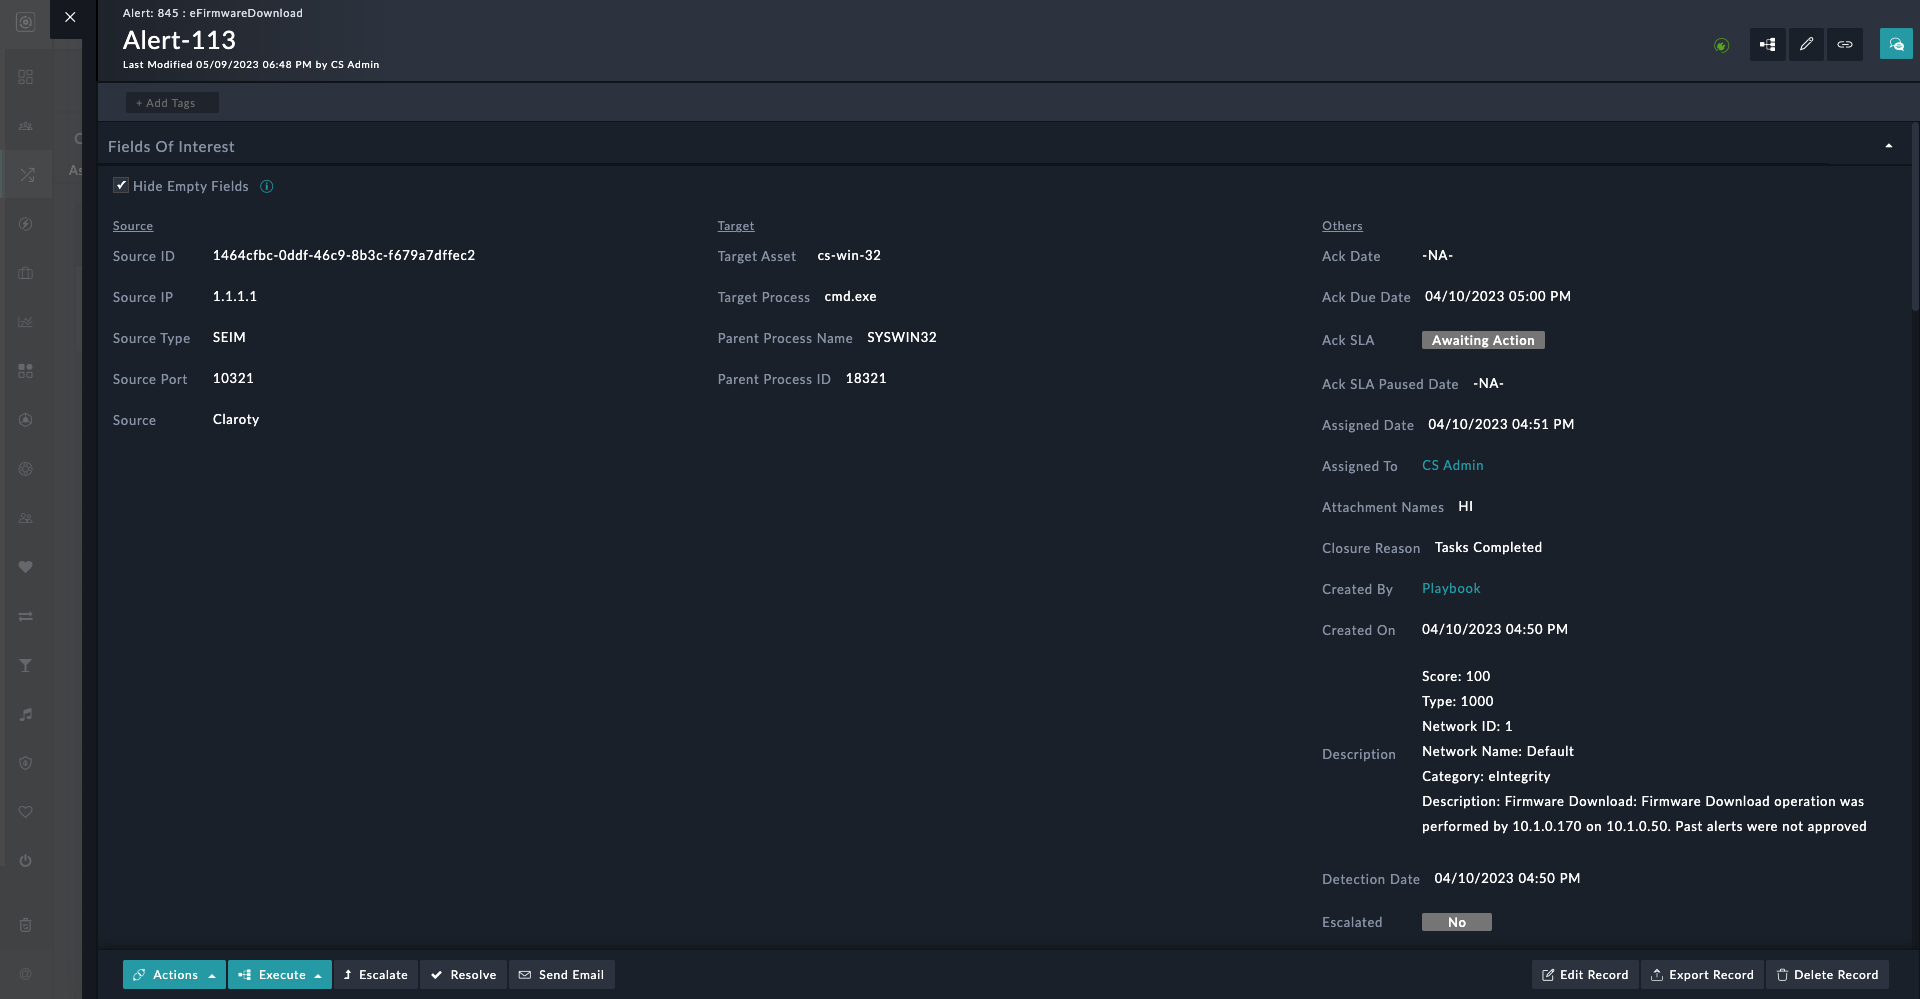 Alert: 845 : eFirmwareDownload
Alert-113
Last Modified 05/09/2023 06:48 PM by CS Admin
+ Add Tags
Fields Of Interest
Hide Empty Fields
Source
Source ID 1464cfbc-0ddf-46c9-8b3c-f679a7dffec2
Source IP 1.1.1.1
Source Type SEIM
Source Port 10321
Source Claroty
Target
Target Asset cs-win-32
Target Process cmd.exe
Parent Process Name SYSWIN32
Parent Process ID 18321
Others
Ack Date -NA-
Ack Due Date 04/10/2023 05:00 PM
Ack SLA Awaiting Action
Ack SLA Paused Date -NA-
Assigned Date 04/10/2023 04:51 PM
Assigned To CS Admin
Attachment Names HI
Closure Reason Tasks Completed
Created By Playbook
Created On 04/10/2023 04:50 PM
Description
Score: 100
Type: 1000
Network ID: 1
Network Name: Default
Category: eIntegrity
Description: Firmware Download: Firmware Download operation was
performed by 10.1.0.170 on 10.1.0.50. Past alerts were not approved
Detection Date 04/10/2023 04:50 PM
Escalated No
Actions Execute Escalate Resolve Send Email Edit Record Export Record Delete Record